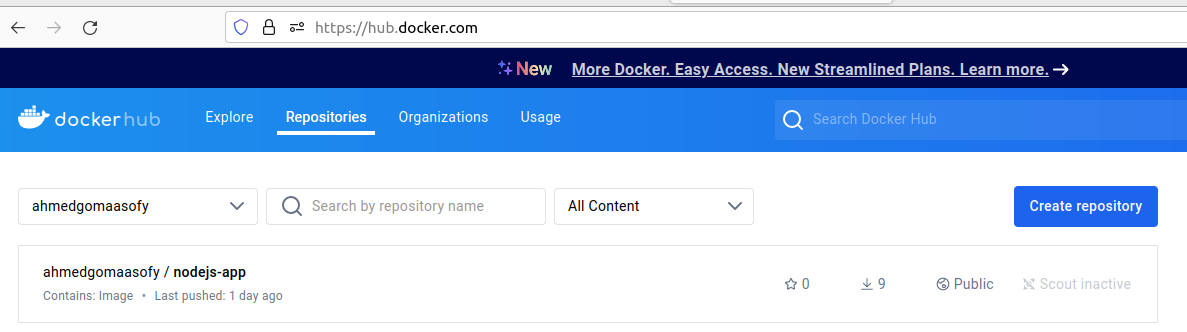 https://hub.docker.com
New More Docker. Easy Access. New Streamlined Plans. Learn more.
dockerhub Explore Repositories Organizations Usage Search Docker Hub
ahmedgomaasofy Search by repository name All Content Create repository
ahmedgomaasofy / nodejs-app
Contains: Image • Last pushed: 1 day ago
0 9 Public Scout inactive